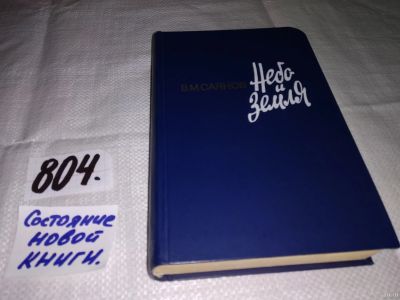 В.М.САЯНОВ
Небо
и
Земля
804.
Состояние
новой
книги.